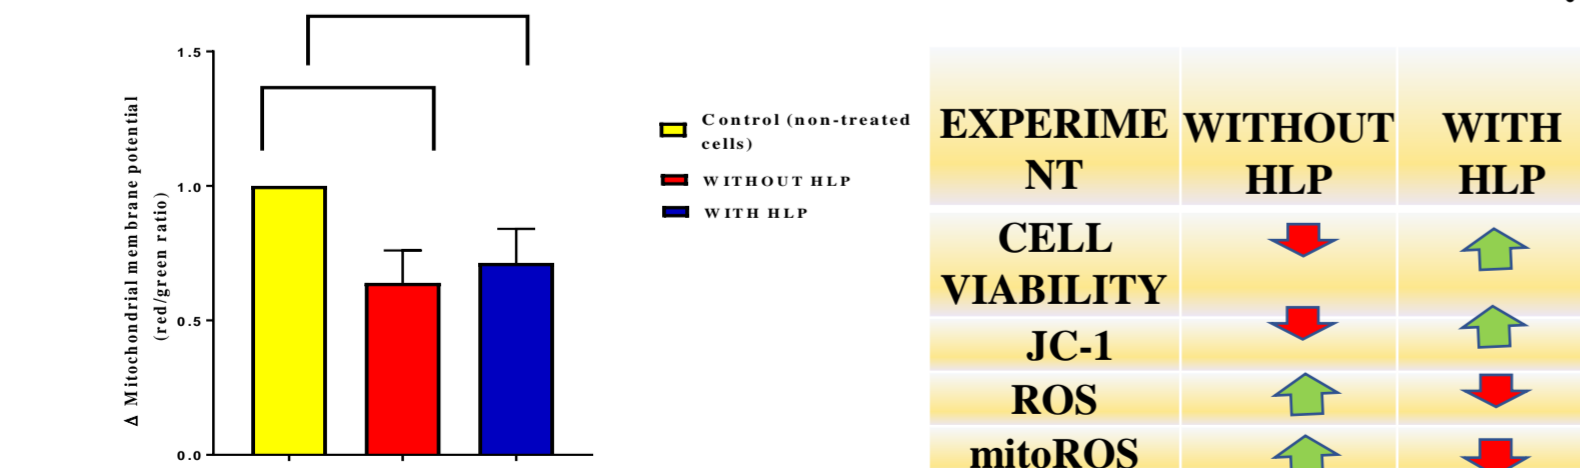 1.5
1.0
0.5
0.0
Δ Mitochondrial membrane potential
(red/green ratio)
Control (non-treated
cells)
WITHOUT HLP
WITH HLP
EXPERIME
NT
WITHOUT
HLP
WITH
HLP
CELL
VIABILITY
JC-1
ROS
mitoROS